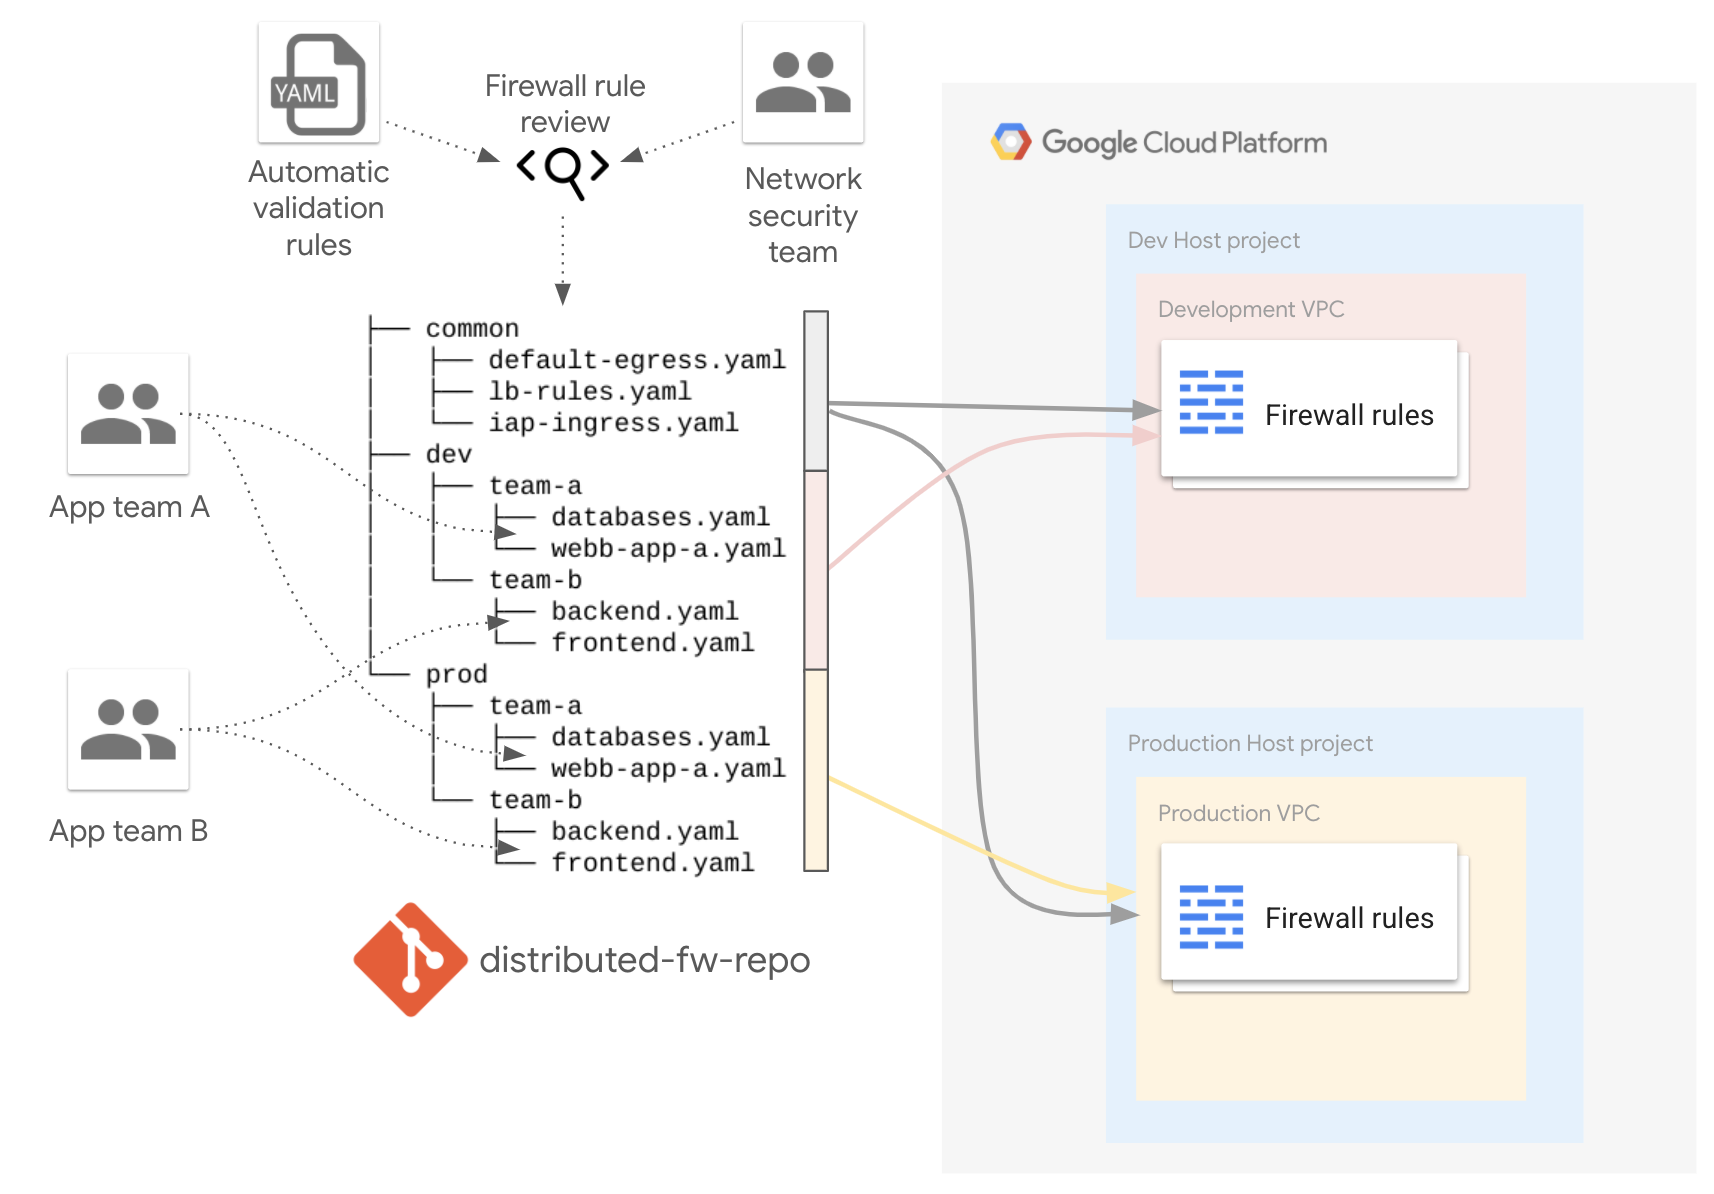 YAML
Automatic
validation
rules
Firewall rule
review
Network
security
team
App team A
App team B
├── common
│   ├── default-egress.yaml
│   ├── lb-rules.yaml
│   └── iap-ingress.yaml
├── dev
│   ├── team-a
│   │   ├── databases.yaml
│   │   └── webb-app-a.yaml
│   └── team-b
│       ├── backend.yaml
│       └── frontend.yaml
└── prod
    ├── team-a
    │   ├── databases.yaml
    │   └── webb-app-a.yaml
    └── team-b
        ├── backend.yaml
        └── frontend.yaml
distributed-fw-repo
Google Cloud Platform
Dev Host project
Development VPC
Firewall rules
Production Host project
Production VPC
Firewall rules